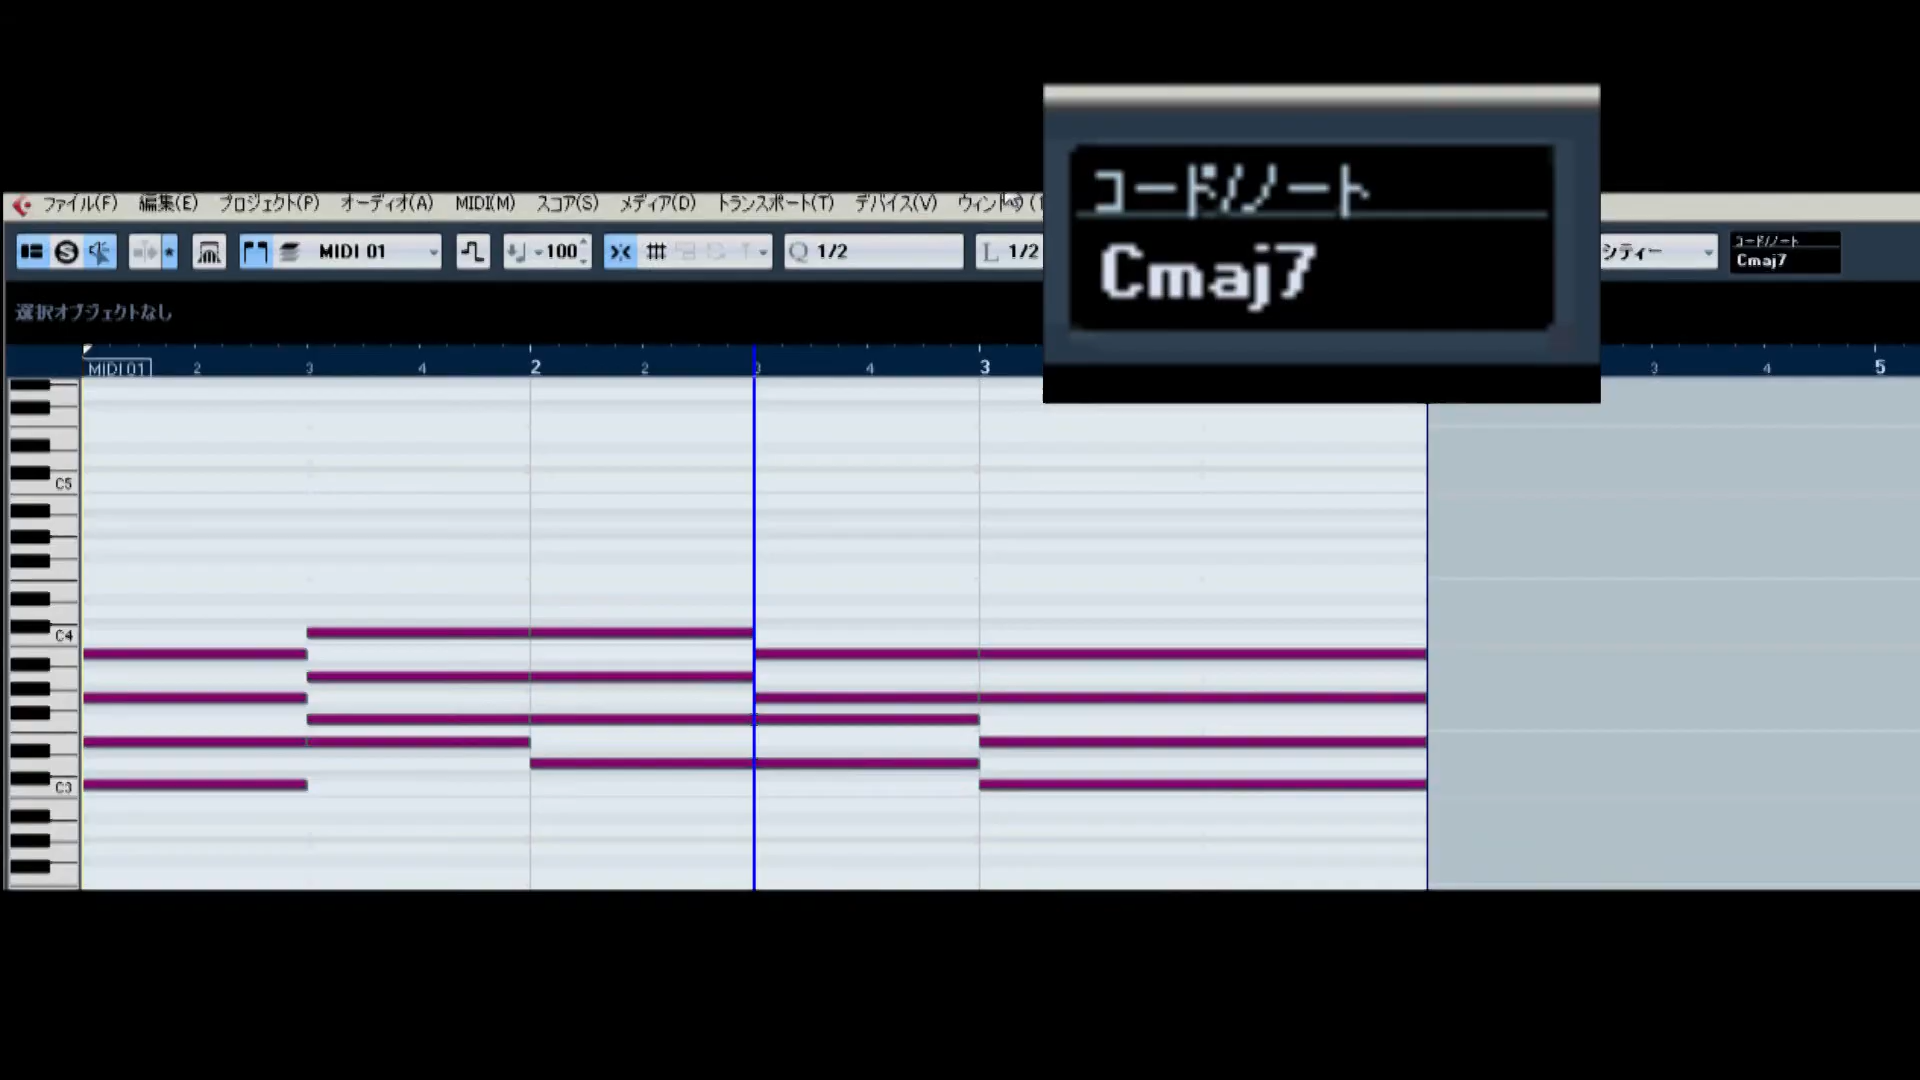 コード/ノート
Cmaj7
ファイル(F) 編集(E) プロジェクト(P) オーディオ(A) MIDI(M) スコア(S) メディア(D) トランスポート(T) デバイス(V)
MIDI 01 100 Q 1/2 L 1/2 シティー
コード/ノート
Cmaj7
選択オブジェクトなし
MIDI 01 2 3 4 2 2 3 4 3 3 4 5
C5
C4
C3